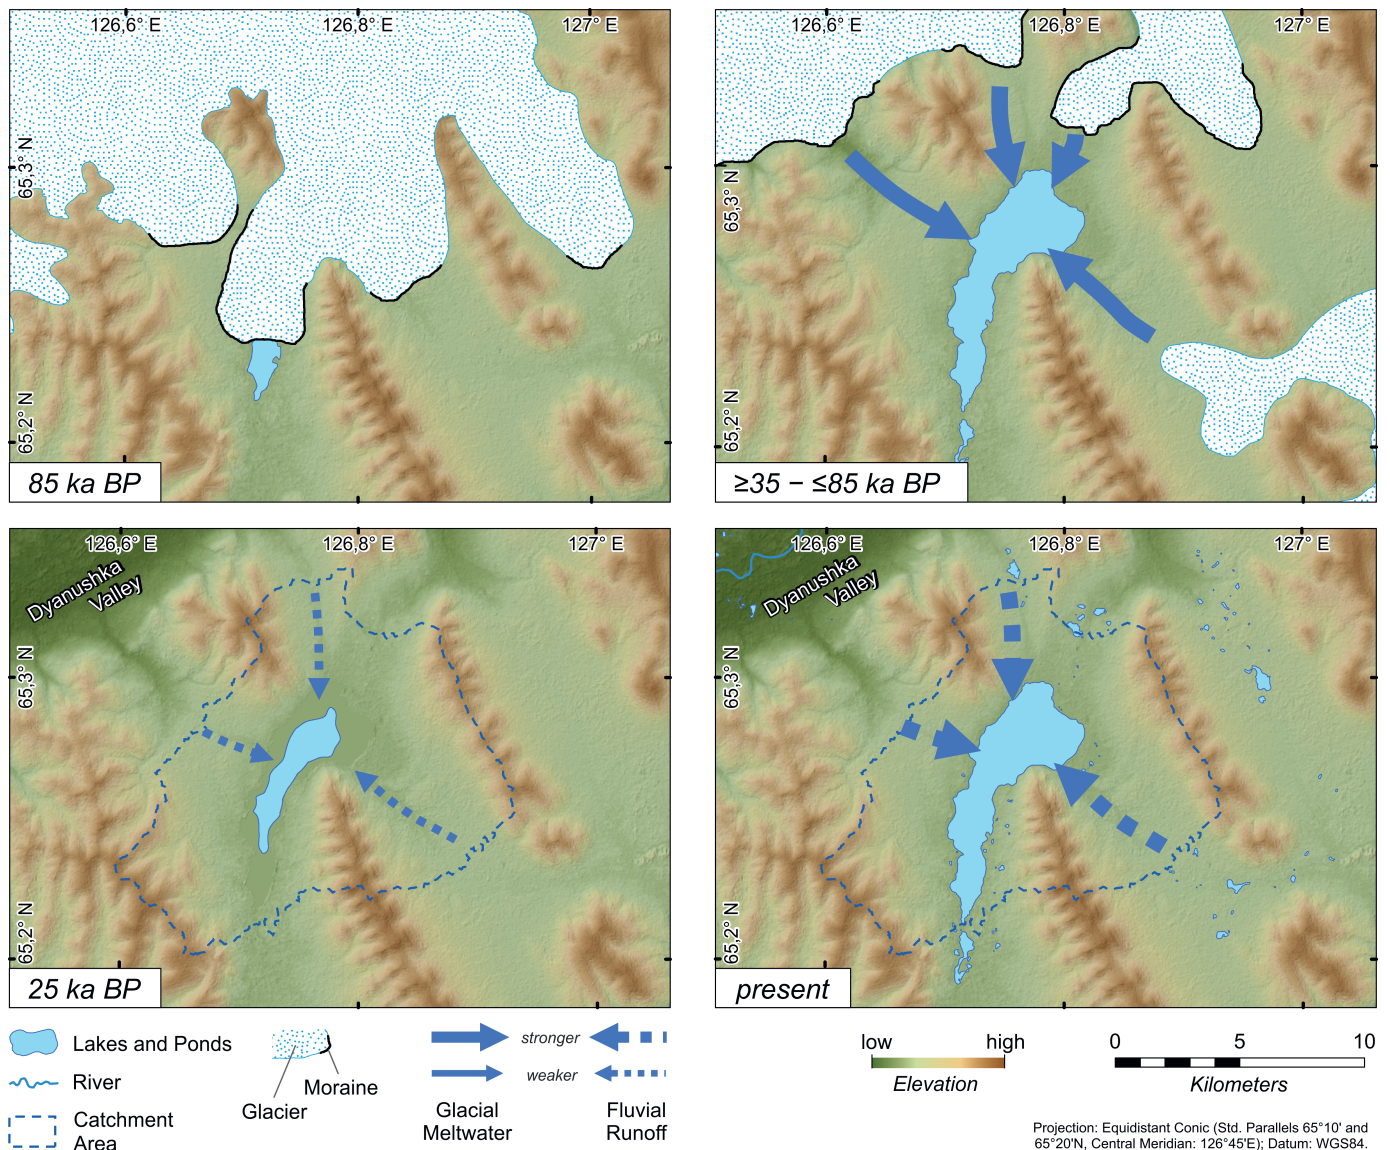 126,6° E 126,8° E 127° E
65,3° N
65,2° N
85 ka BP
126,6° E 126,8° E 127° E
65,3° N
65,2° N
≥35 – ≤85 ka BP
126,6° E 126,8° E 127° E
Dyanushka
Valley
65,3° N
65,2° N
25 ka BP
126,6° E 126,8° E 127° E
Dyanushka
Valley
65,3° N
65,2° N
present
Lakes and Ponds
River
Catchment
Area
Glacier
Moraine
stronger
weaker
Glacial
Meltwater
Fluvial
Runoff
low high
Elevation
0 5 10
Kilometers
Projection: Equidistant Conic (Std. Parallels 65°10' and
65°20'N, Central Meridian: 126°45'E); Datum: WGS84.